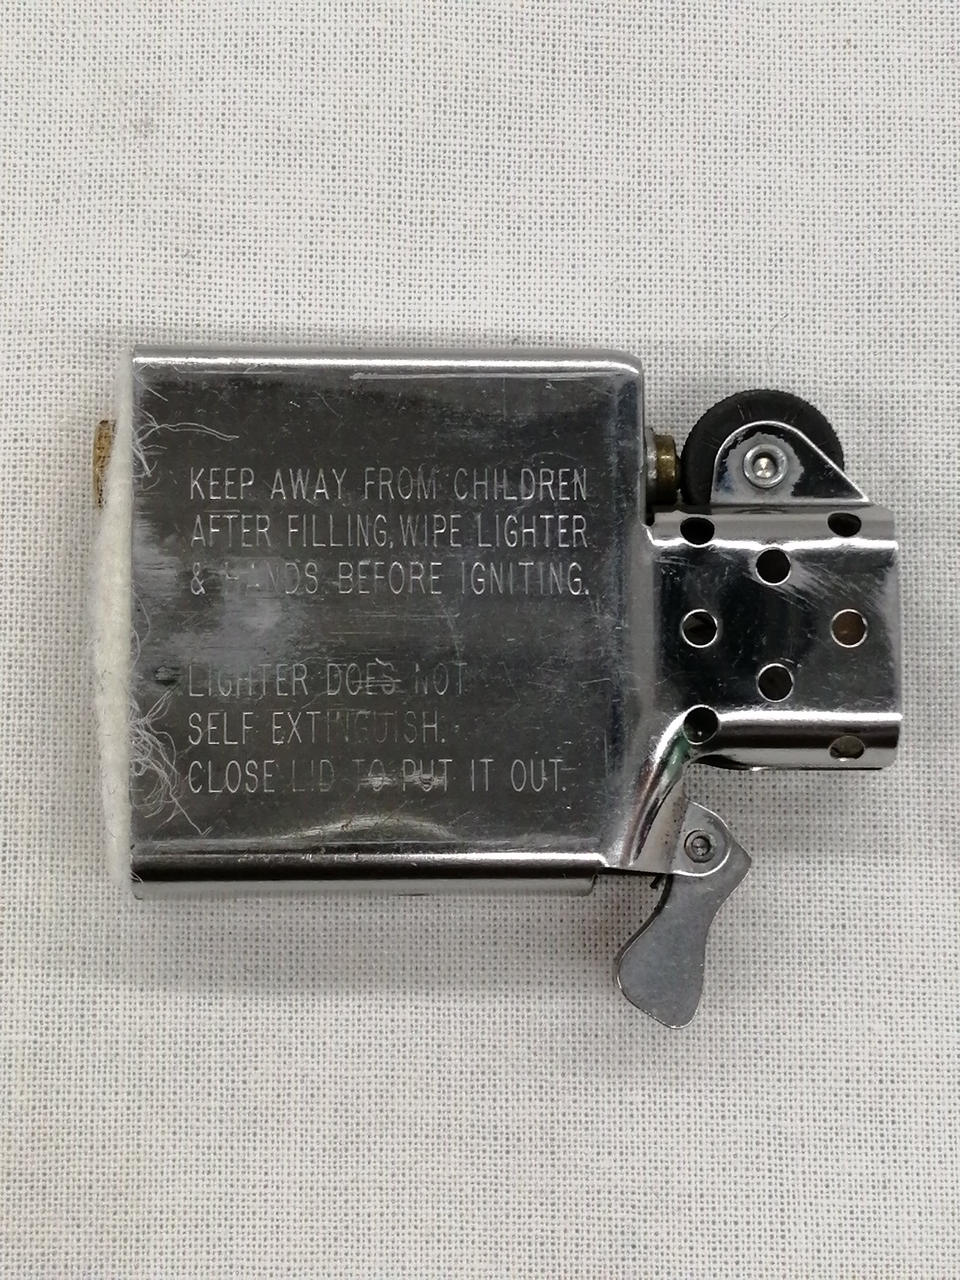 KEEP AWAY FROM CHILDREN
AFTER FILLING, WIPE LIGHTER
& HANDS BEFORE IGNITING.
LIGHTER DOES NOT
SELF EXTINGUISH.
CLOSE LID TO PUT IT OUT.